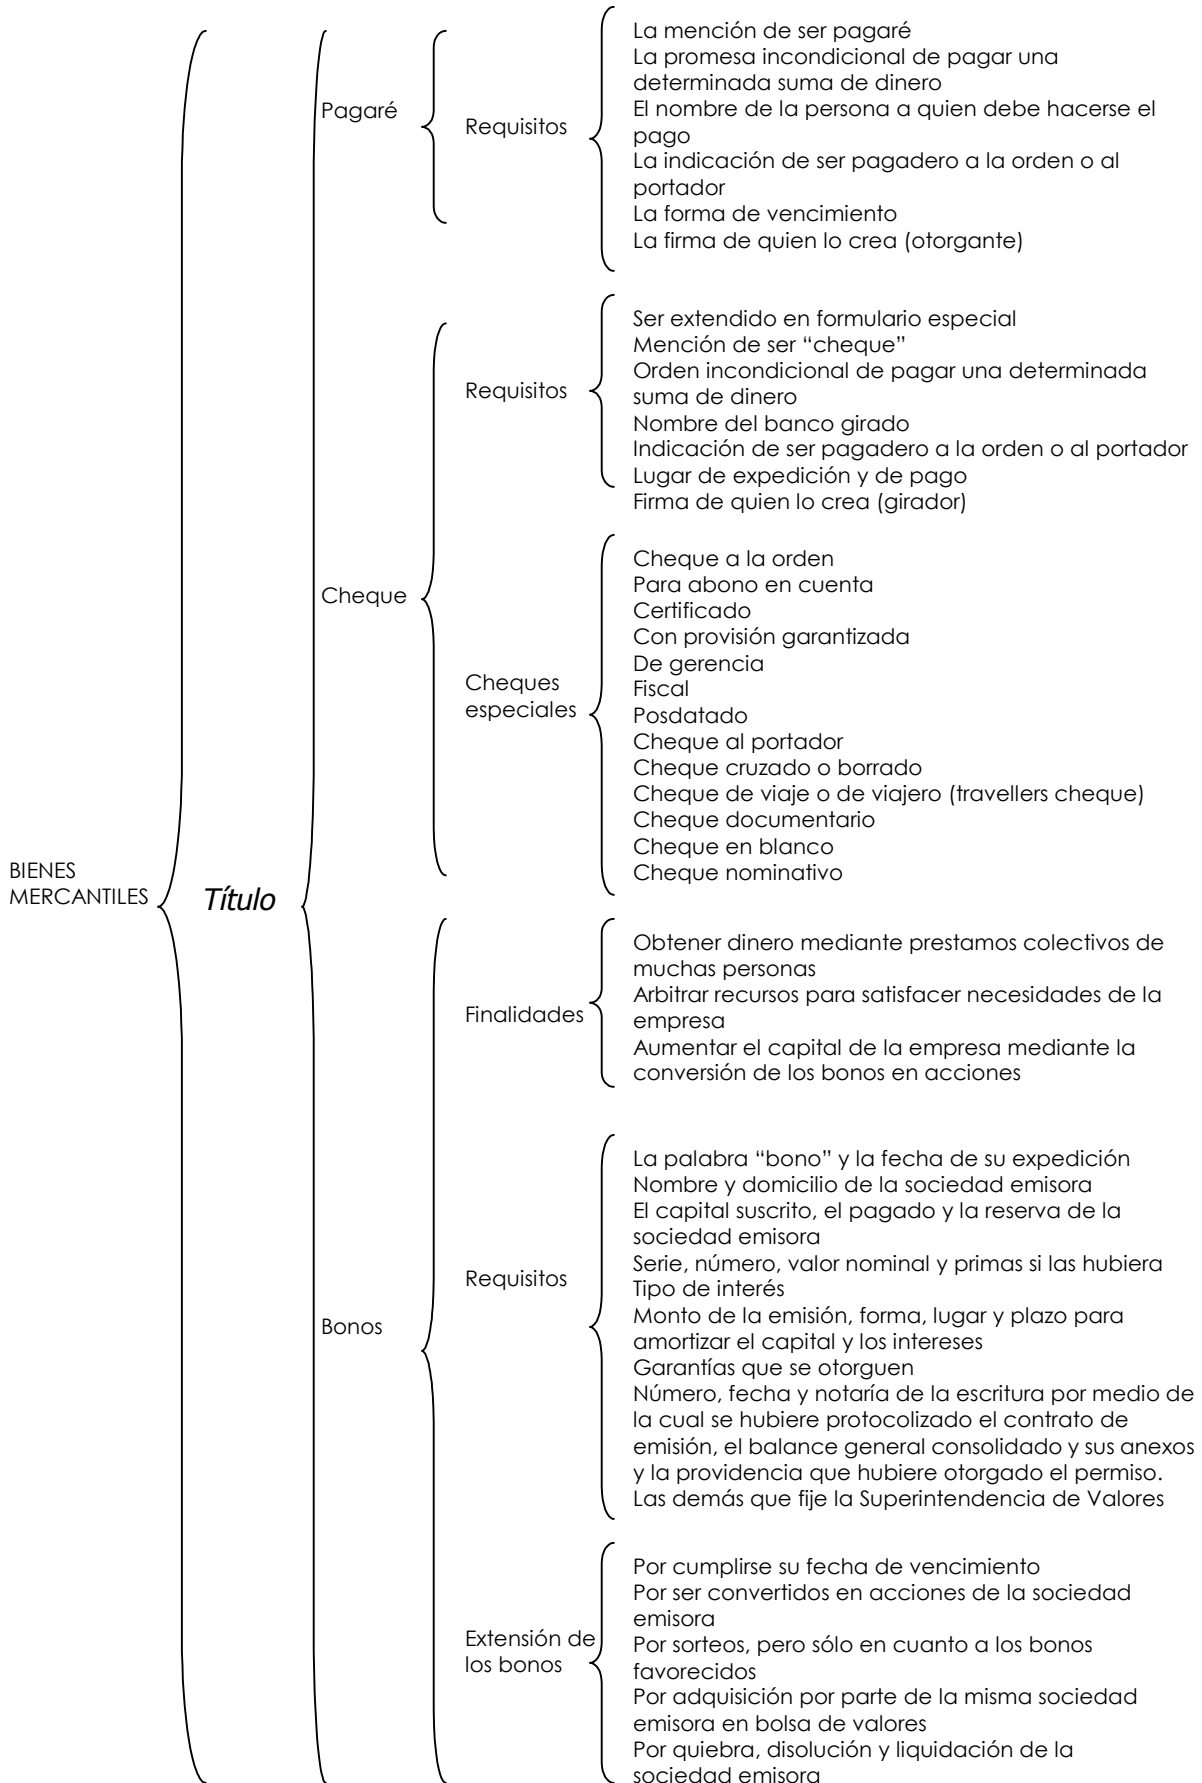 La mención de ser pagaré
La promesa incondicional de pagar una
determinada suma de dinero
Pagaré
El nombre de la persona a quien debe hacerse el
Requisitos
pago
La indicación de ser pagadero a la orden o al
portador
La forma de vencimiento
La firma de quien lo crea (otorgante)
Ser extendido en formulario especial
Mención de ser “cheque”
Orden incondicional de pagar una determinada
Requisitos
suma de dinero
Nombre del banco girado
Indicación de ser pagadero a la orden o al portador
Lugar de expedición y de pago
Firma de quien lo crea (girador)
Cheque a la orden
Para abono en cuenta
Cheque
Certificado
Con provisión garantizada
De gerencia
Cheques
especiales
Fiscal
Posdatado
Cheque al portador
Cheque cruzado o borrado
Cheque de viaje o de viajero (travellers cheque)
Cheque documentario
Cheque en blanco
Cheque nominativo
BIENES
MERCANTILES
Título
Obtener dinero mediante prestamos colectivos de
muchas personas
Arbitrar recursos para satisfacer necesidades de la
Finalidades
empresa
Aumentar el capital de la empresa mediante la
conversión de los bonos en acciones
La palabra “bono” y la fecha de su expedición
Nombre y domicilio de la sociedad emisora
El capital suscrito, el pagado y la reserva de la
sociedad emisora
Serie, número, valor nominal y primas si las hubiera
Requisitos
Tipo de interés
Monto de la emisión, forma, lugar y plazo para
Bonos
amortizar el capital y los intereses
Garantías que se otorguen
Número, fecha y notaría de la escritura por medio de
la cual se hubiere protocolizado el contrato de
emisión, el balance general consolidado y sus anexos
y la providencia que hubiere otorgado el permiso.
Las demás que fije la Superintendencia de Valores
Por cumplirse su fecha de vencimiento
Por ser convertidos en acciones de la sociedad
emisora
Extensión de
los bonos
Por sorteos, pero sólo en cuanto a los bonos
favorecidos
Por adquisición por parte de la misma sociedad
emisora en bolsa de valores
Por quiebra, disolución y liquidación de la
sociedad emisora